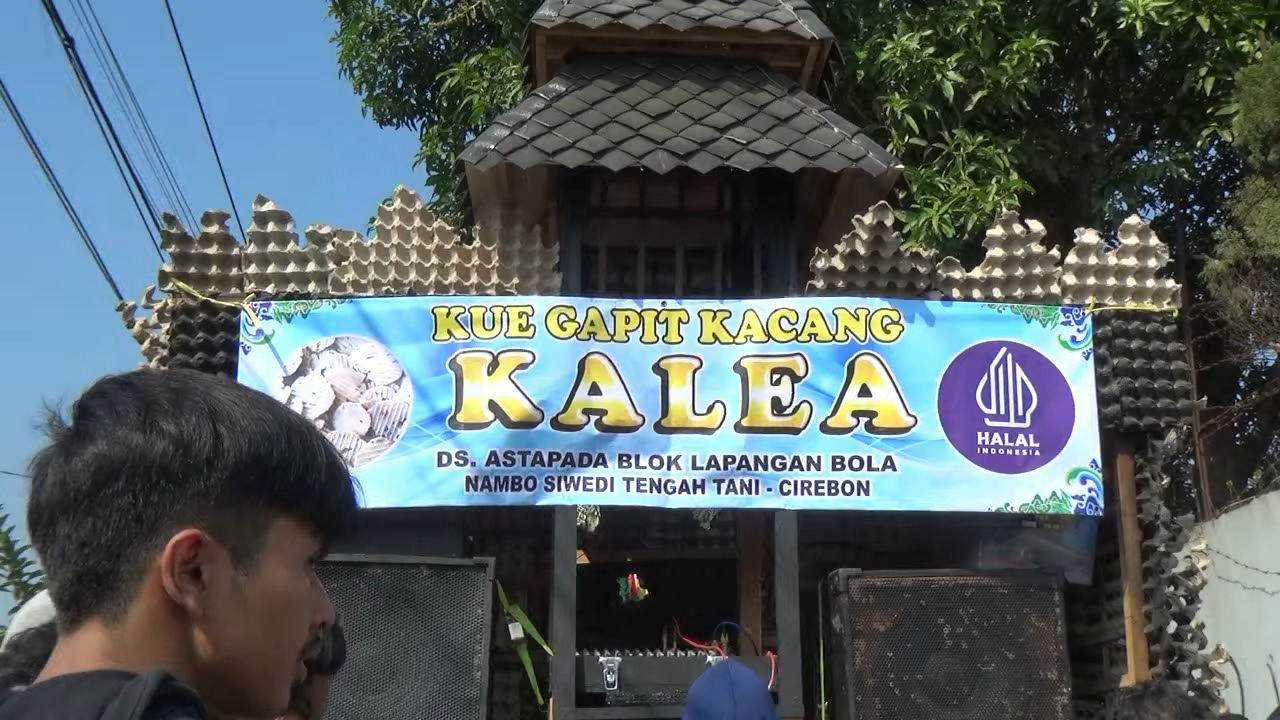 KUE GAPIT KACANG
KALEA
DS. ASTAPADA BLOK LAPANGAN BOLA
NAMBO SIWEDI TENGAH TANI - CIREBON
HALAL
INDONESIA